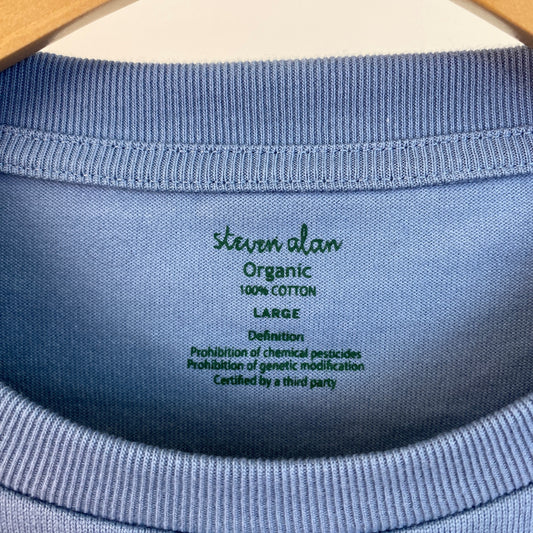 steven alan
Organic
100% COTTON
LARGE
Definition
Prohibition of chemical pesticides
Prohibition of genetic modification
Certified by a third party